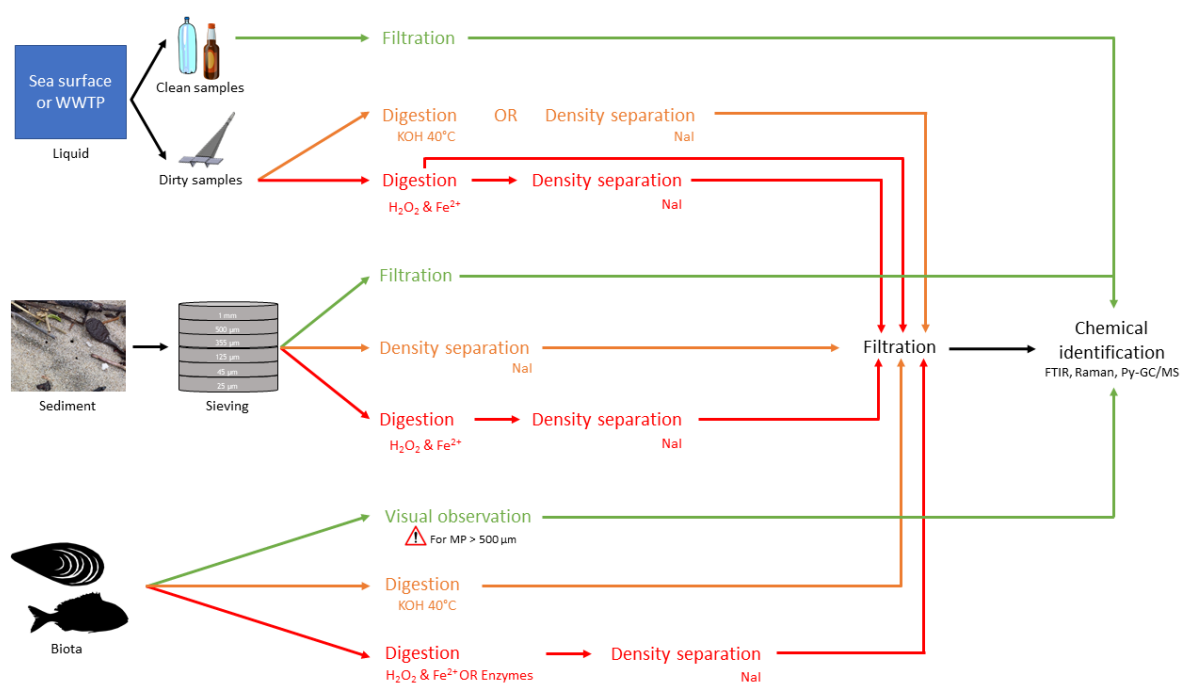 Sea surface
or WWTP
Liquid
Clean samples
Dirty samples
Filtration
Digestion OR Density separation
KOH 40°C NaI
Digestion Density separation
H₂O₂ & Fe²⁺ NaI
Sediment
1 mm
500 µm
355 µm
125 µm
45 µm
25 µm
Sieving
Filtration
Density separation
NaI
Digestion Density separation
H₂O₂ & Fe²⁺ NaI
Filtration
Chemical
identification
FTIR, Raman, Py-GC/MS
Biota
Visual observation
For MP > 500 µm
Digestion
KOH 40°C
Digestion Density separation
H₂O₂ & Fe²⁺ OR Enzymes NaI